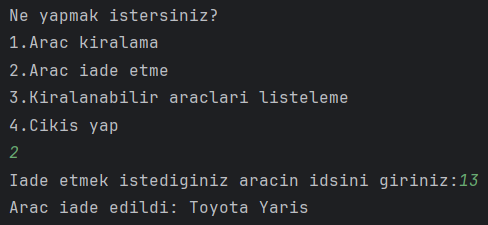 Ne yapmak istersiniz?
1.Arac kiralama
2.Arac iade etme
3.Kiralanabilir araclari listeleme
4.Cikis yap
2
Iade etmek istediginiz aracin idsini giriniz:13
Arac iade edildi: Toyota Yaris